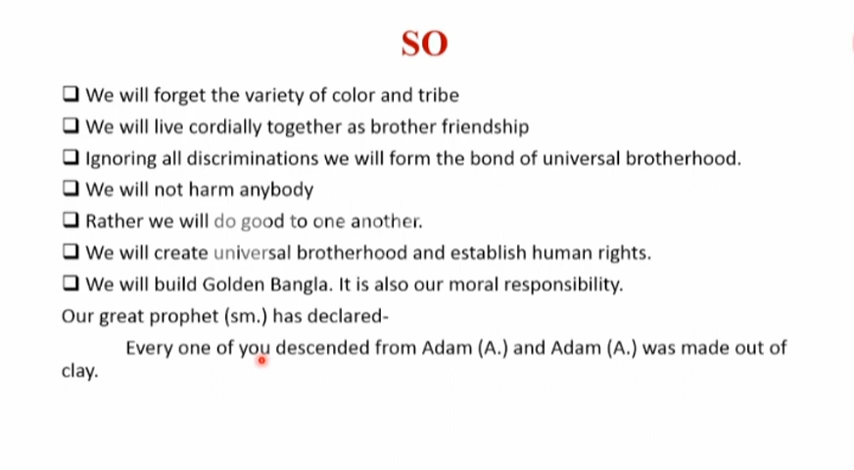 SO
❑ We will forget the variety of color and tribe
❑ We will live cordially together as brother friendship
❑ Ignoring all discriminations we will form the bond of universal brotherhood.
❑ We will not harm anybody
❑ Rather we will do good to one another.
❑ We will create universal brotherhood and establish human rights.
❑ We will build Golden Bangla. It is also our moral responsibility.
Our great prophet (sm.) has declared-
Every one of you descended from Adam (A.) and Adam (A.) was made out of
clay.